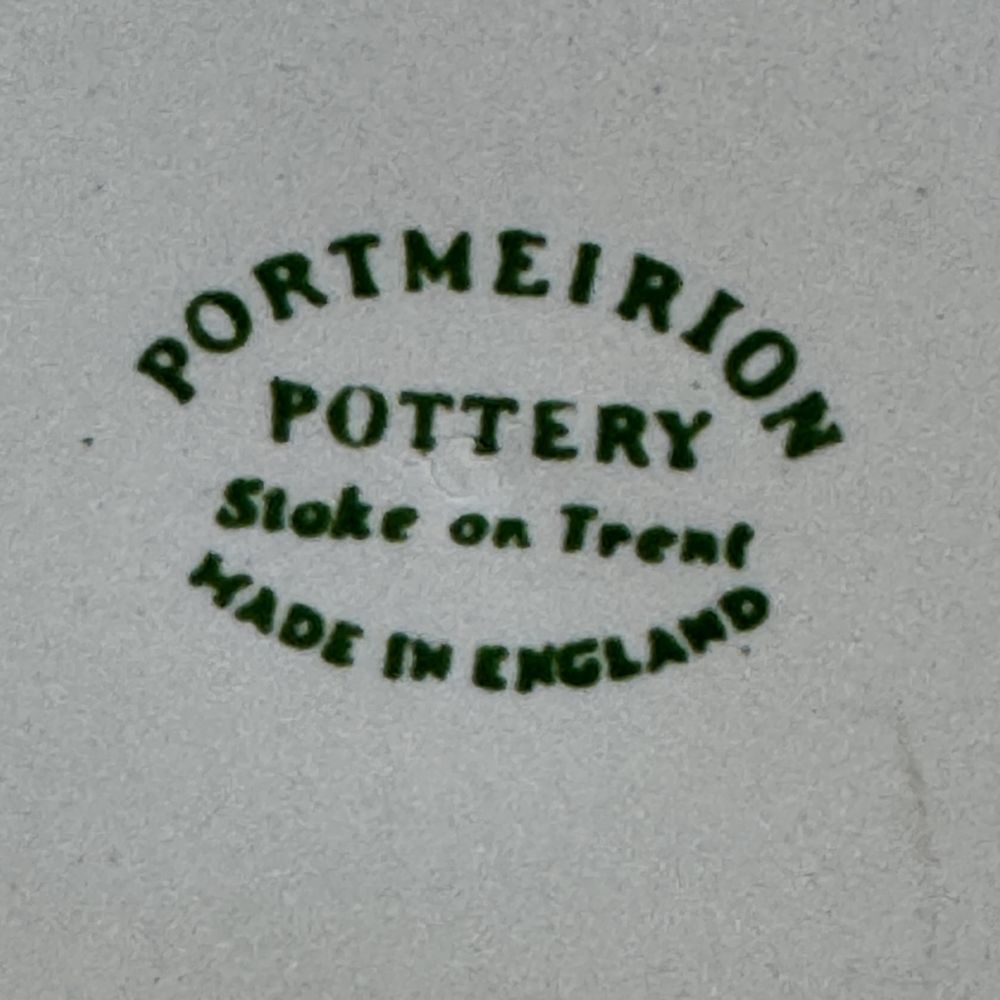 PORTMEIRION
POTTERY
Stoke on Trent
MADE IN ENGLAND